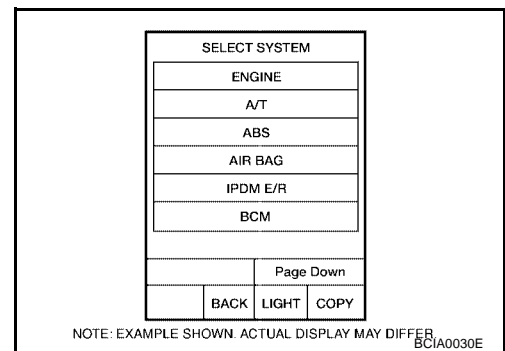 SELECT SYSTEM
ENGINE
A/T
ABS
AIR BAG
IPDM E/R
BCM
Page Down
BACK LIGHT COPY
NOTE: EXAMPLE SHOWN. ACTUAL DISPLAY MAY DIFFER
BCIA0030E